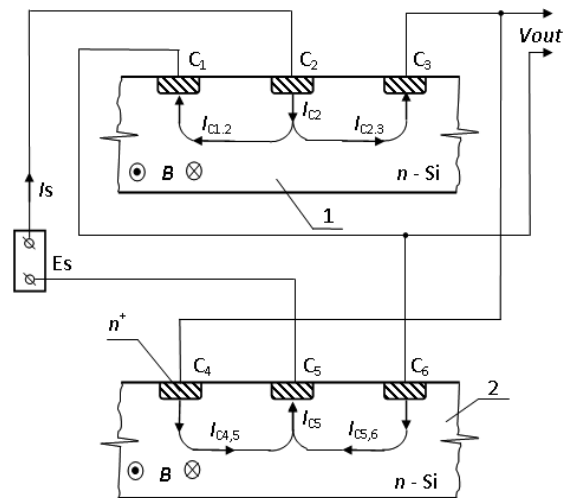 Vout
C1 C2 C3
IC2
IC1.2 IC2.3
B n - Si
Is
1
Es
n+
C4 C5 C6
2
IC4,5 IC5 IC5,6
B n - Si